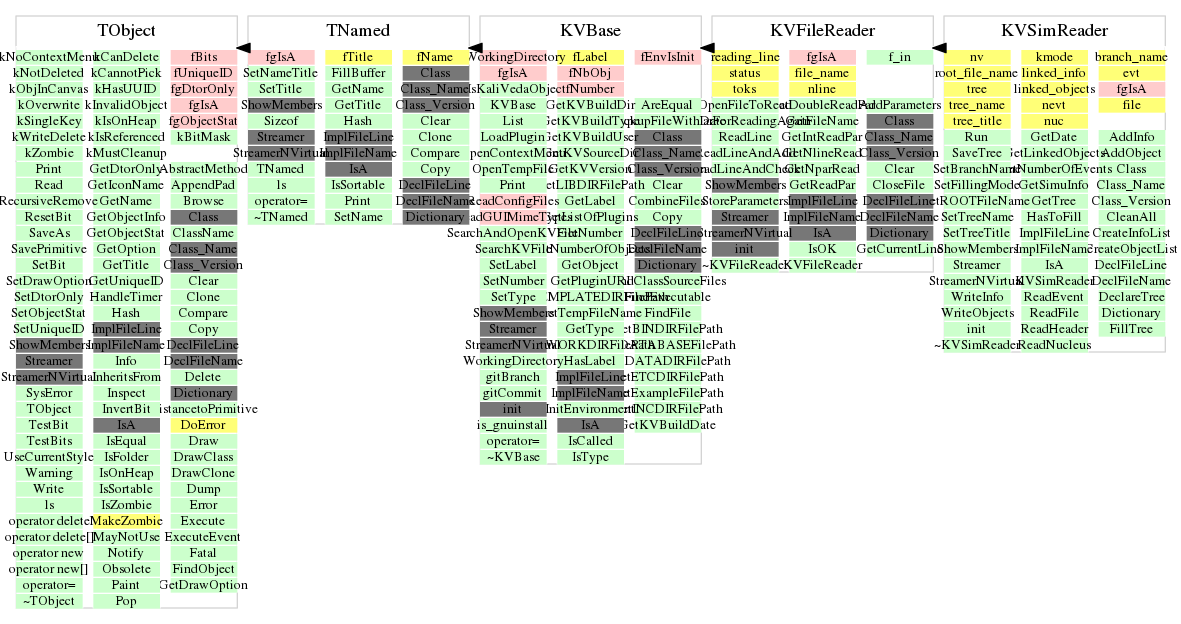 TObject
kNoContextMenu kCanDelete fBits
kNotDeleted kCannotPick fUniqueID
kObjInCanvas kHasUUID fgDtorOnly
kOverwrite kInvalidObject fgIsA
kSingleKey kIsOnHeap fgObjectStat
kWriteDelete kIsReferenced kBitMask
kZombie kMustCleanup
Print GetDtorOnly AbstractMethod
Read GetIconName AppendPad
RecursiveRemove GetName Browse
ResetBit GetObjectInfo Class
SaveAs GetObjectStat ClassName
SavePrimitive GetOption Class_Name
SetBit GetTitle Class_Version
SetDrawOption GetUniqueID Clear
SetDtorOnly HandleTimer Clone
SetObjectStat Hash Compare
SetUniqueID ImplFileLine Copy
ShowMembers ImplFileName DeclFileLine
Streamer Info DeclFileName
StreamerNVirtual InheritsFrom Delete
SysError Inspect Dictionary
TObject InvertBit DistancetoPrimitive
TestBit IsA DoError
TestBits IsEqual Draw
UseCurrentStyle IsFolder DrawClass
Warning IsOnHeap DrawClone
Write IsSortable Dump
ls IsZombie Error
operator delete MakeZombie Execute
operator delete[] MayNotUse ExecuteEvent
operator new Notify Fatal
operator new[] Obsolete FindObject
operator= Paint GetDrawOption
~TObject Pop
TNamed
fgIsA fTitle fName
SetNameTitle FillBuffer Class
SetTitle GetName Class_Name
ShowMembers GetTitle Class_Version
Sizeof Hash Clear
Streamer ImplFileLine Clone
StreamerNVirtual ImplFileName Compare
TNamed IsA Copy
ls IsSortable DeclFileLine
operator= Print DeclFileName
~TNamed SetName Dictionary
KVBase
WorkingDirectory fLabel fEnvIsInit
fgIsA fNbObj
IsKaliVedaObject fNumber
KVBase GetKVBuildDir AreEqual
List GetKVBuildType BackupFileWithDate
LoadPlugin GetKVBuildUser Class
OpenContextMenu GetKVSourceDir Class_Name
OpenTempFile GetKVVersion Class_Version
Print GetLIBDIRFilePath Clear
ReadConfigFiles GetLabel CombineFiles
ReadGUIMimeTypes GetListOfPlugins Copy
SearchAndOpenKVFile GetNumber DeclFileLine
SearchKVFile GetNumberOfObjects DeclFileName
SetLabel GetObject Dictionary
SetNumber GetPluginURI FindClassSourceFiles
SetType GetTEMPLATEDIRFilePath FindExecutable
ShowMembers GetTempFileName FindFile
Streamer GetType GetBINDIRFilePath
StreamerNVirtual GetWORKDIRFilePath GetDATABASEFilePath
WorkingDirectory HasLabel GetDATADIRFilePath
gitBranch ImplFileLine GetETCDIRFilePath
gitCommit ImplFileName GetExampleFilePath
init InitEnvironment GetINCDIRFilePath
is_gnuinstall IsA GetKVBuildDate
operator= IsCalled
~KVBase IsType
KVFileReader
reading_line fgIsA f_in
status file_name
toks nline
OpenFileToRead GetDoubleReadPar AddParameters
PrepareForReadingAgain GetFileName Class
ReadLine GetIntReadPar Class_Name
ReadLineAndAdd GetNlineRead Class_Version
ReadLineAndCheck GetNparRead Clear
ShowMembers GetReadPar CloseFile
StoreParameters ImplFileLine DeclFileLine
Streamer ImplFileName DeclFileName
StreamerNVirtual IsA Dictionary
init IsOK GetCurrentLine
~KVFileReader KVFileReader
KVSimReader
nv kmode branch_name
root_file_name linked_info evt
tree linked_objects fgIsA
tree_name nevt file
tree_title nuc
Run GetDate AddInfo
SaveTree GetLinkedObjects AddObject
SetBranchName GetNumberOfEvents Class
SetFillingMode GetSimuInfo Class_Name
SetROOTFileName GetTree Class_Version
SetTreeName HasToFill CleanAll
SetTreeTitle ImplFileLine CreateInfoList
ShowMembers ImplFileName CreateObjectList
Streamer IsA DeclFileLine
StreamerNVirtual KVSimReader DeclFileName
WriteInfo ReadEvent DeclareTree
WriteObjects ReadFile Dictionary
init ReadHeader FillTree
~KVSimReader ReadNucleus